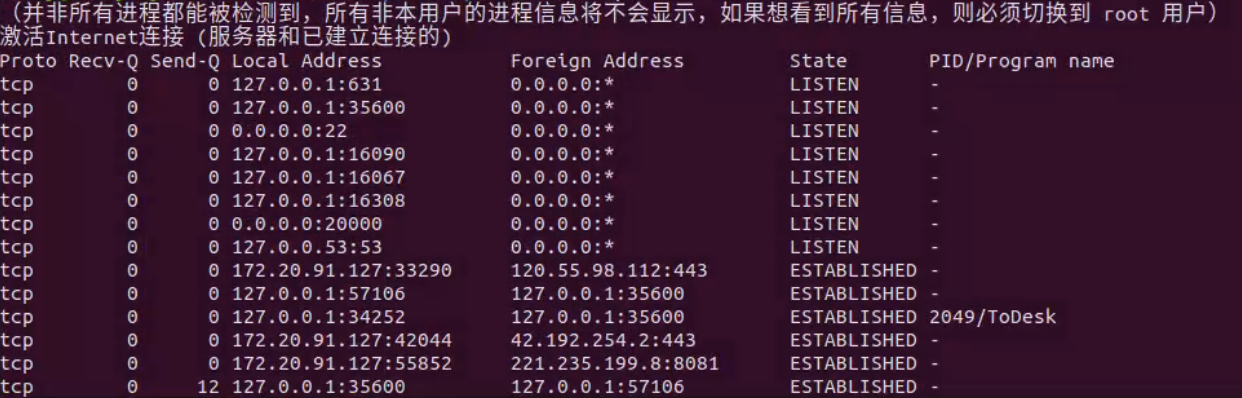 （并非所有进程都能被检测到，所有非本用户的进程信息将不会显示，如果想看到所有信息，则必须切换到 root 用户）
激活Internet连接 (服务器和已建立连接的)
Proto Recv-Q Send-Q Local Address           Foreign Address         State       PID/Program name
tcp        0      0 127.0.0.1:631           0.0.0.0:*               LISTEN      -
tcp        0      0 127.0.0.1:35600         0.0.0.0:*               LISTEN      -
tcp        0      0 0.0.0.0:22              0.0.0.0:*               LISTEN      -
tcp        0      0 127.0.0.1:16090         0.0.0.0:*               LISTEN      -
tcp        0      0 127.0.0.1:16067         0.0.0.0:*               LISTEN      -
tcp        0      0 127.0.0.1:16308         0.0.0.0:*               LISTEN      -
tcp        0      0 0.0.0.0:20000           0.0.0.0:*               LISTEN      -
tcp        0      0 127.0.0.53:53           0.0.0.0:*               LISTEN      -
tcp        0      0 172.20.91.127:33290     120.55.98.112:443       ESTABLISHED -
tcp        0      0 127.0.0.1:57106         127.0.0.1:35600         ESTABLISHED -
tcp        0      0 127.0.0.1:34252         127.0.0.1:35600         ESTABLISHED 2049/ToDesk
tcp        0      0 172.20.91.127:42044     42.192.254.2:443        ESTABLISHED -
tcp        0      0 172.20.91.127:55852     221.235.199.8:8081      ESTABLISHED -
tcp        0     12 127.0.0.1:35600         127.0.0.1:57106         ESTABLISHED -